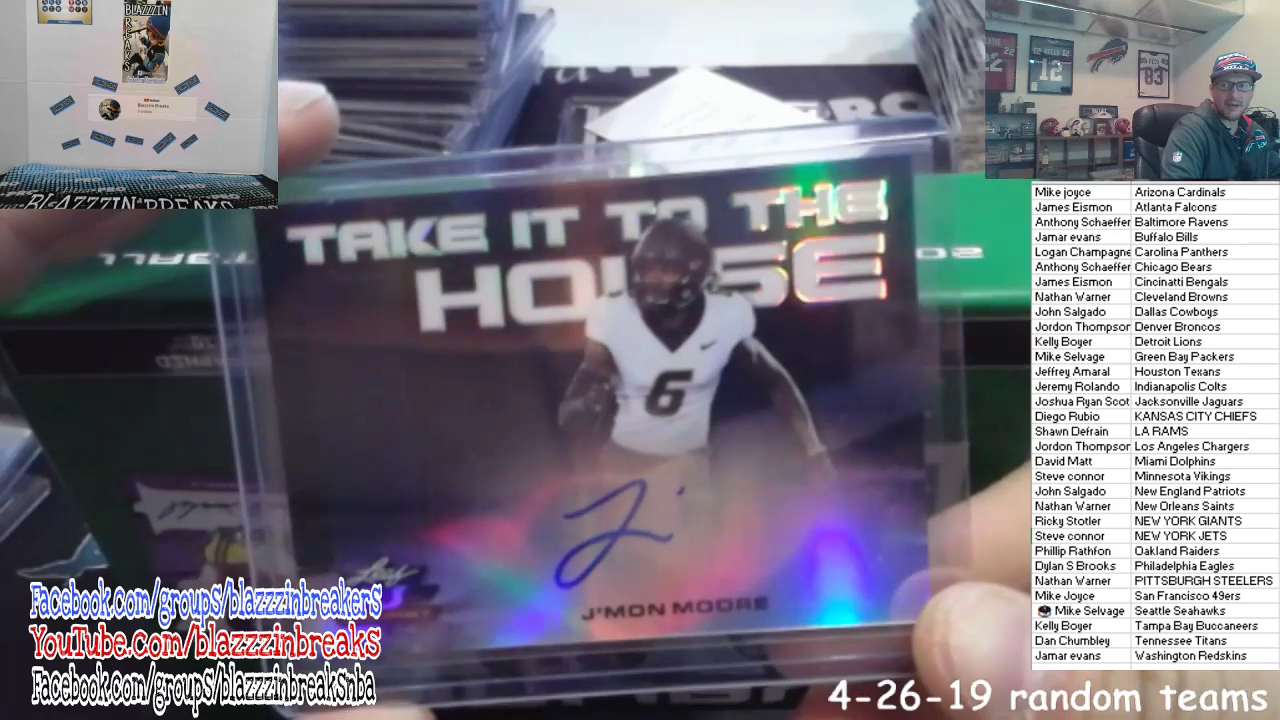 BLAZZZIN
BREAKS
BLAZZZIN BREAKS
12
83
TAKE IT TO THE
HOUSE
6
J'MON MOORE
Mike joyce Arizona Cardinals
James Eismon Atlanta Falcons
Anthony Schaeffer Baltimore Ravens
Jamar evans Buffalo Bills
Logan Champagne Carolina Panthers
Anthony Schaeffer Chicago Bears
James Eismon Cincinatti Bengals
Nathan Warner Cleveland Browns
John Salgado Dallas Cowboys
Jordon Thompson Denver Broncos
Kelly Boyer Detroit Lions
Mike Selvage Green Bay Packers
Jeffrey Amaral Houston Texans
Jeremy Rolando Indianapolis Colts
Joshua Ryan Scot Jacksonville Jaguars
Diego Rubio KANSAS CITY CHIEFS
Shawn Defrain LA RAMS
Jordon Thompson Los Angeles Chargers
David Matt Miami Dolphins
Steve connor Minnesota Vikings
John Salgado New England Patriots
Nathan Warner New Orleans Saints
Ricky Stotler NEW YORK GIANTS
Steve connor NEW YORK JETS
Phillip Rathfon Oakland Raiders
Dylan S Brooks Philadelphia Eagles
Nathan Warner PITTSBURGH STEELERS
Mike Joyce San Francisco 49ers
Mike Selvage Seattle Seahawks
Kelly Boyer Tampa Bay Buccaneers
Dan Chumbley Tennessee Titans
Jamar evans Washington Redskins
Facebook.com/groups/blazzzinbreakers
YouTube.com/blazzzinbreaks
Facebook.com/groups/blazzzinbreaksnba
4-26-19 random teams